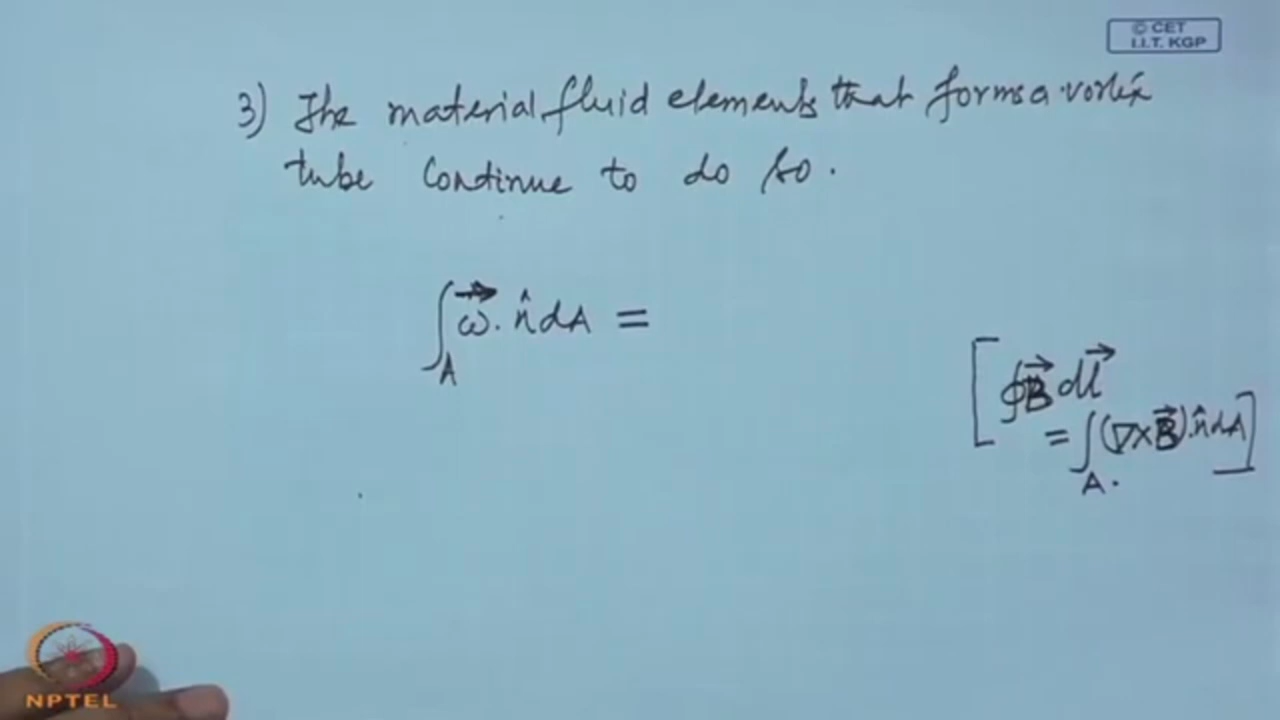 © CET
I.I.T. KGP
3) The material fluid elements that forms a vortex
tube continue to do so.
∫_A ω⃗. n̂ dA =
[∮B⃗ dl⃗
= ∫_A (∇×B⃗).n̂dA]
NPTEL